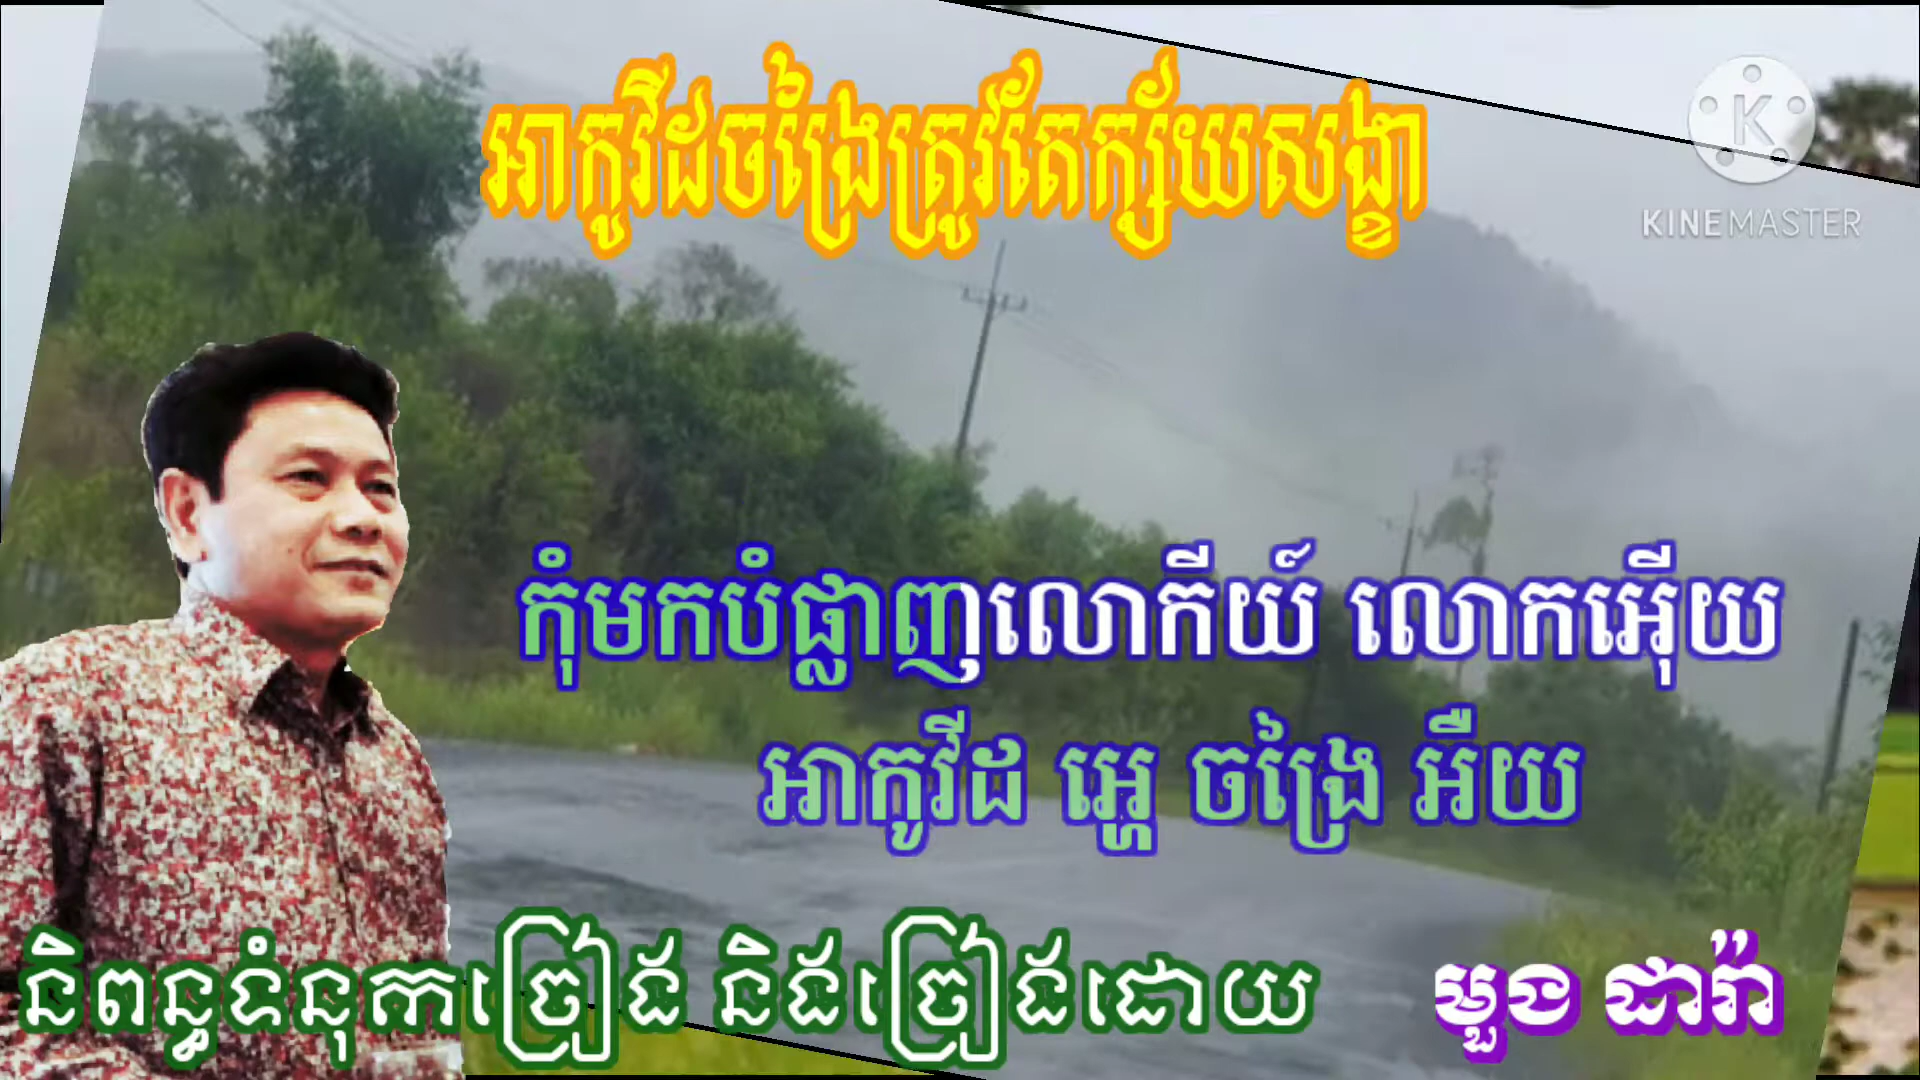 អាកូវីដចង្រៃត្រូវតែក្ស័យសង្ខា
KINEMASTER
កុំមកបំផ្លាញលោកីយ៍ លោកអ៊ើយ
អាកូវីដ អ្ហេ ចង្រៃ អឺយ
និពន្ធទំនុកច្រៀង និងច្រៀងដោយ មួង ដារ៉ា